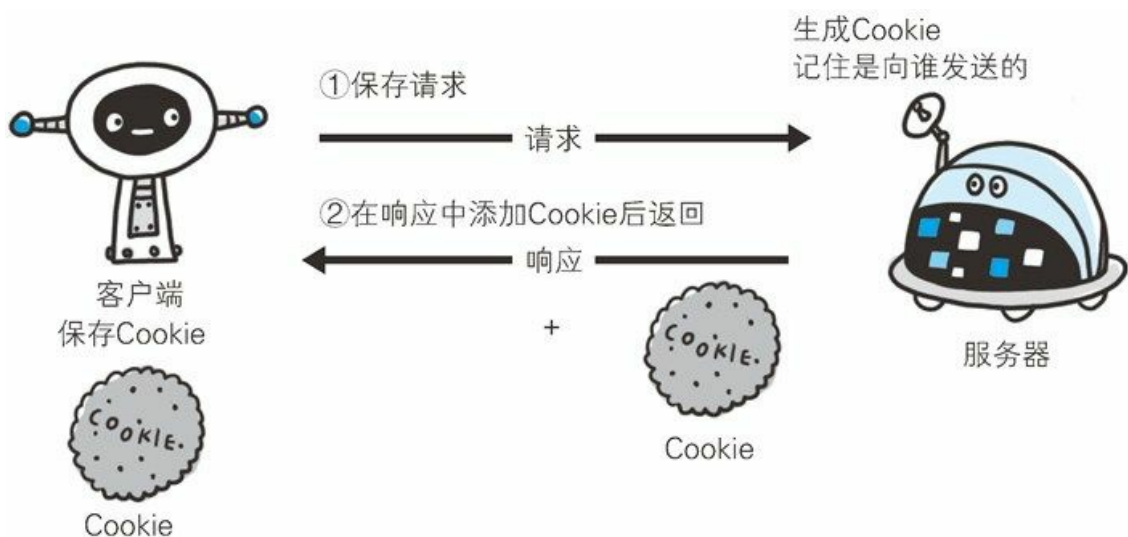 生成Cookie
记住是向谁发送的
①保存请求
请求
②在响应中添加Cookie后返回
响应
客户端
保存Cookie
+
COOKIE.
服务器
COOKIE.
Cookie
Cookie